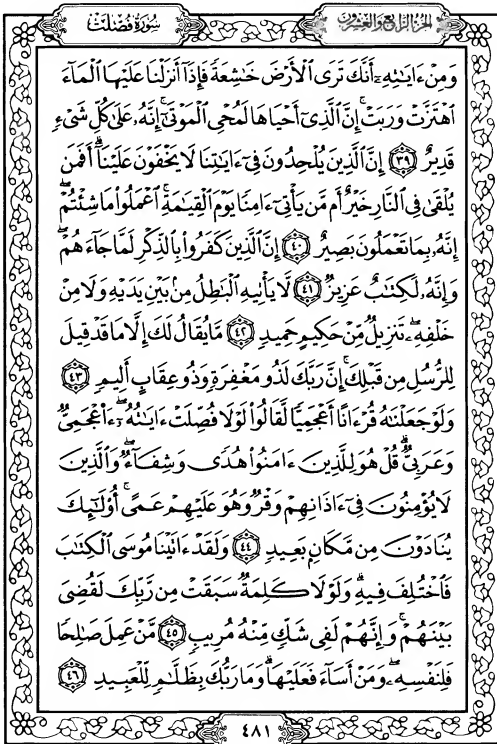 سُورَةُ فُصِّلَتْ
الجزء الرابع والعشرون
وَمِنْ ءَايَٰتِهِۦٓ أَنَّكَ تَرَى ٱلْأَرْضَ خَٰشِعَةً فَإِذَآ أَنزَلْنَا عَلَيْهَا ٱلْمَآءَ
ٱهْتَزَّتْ وَرَبَتْ ۚ إِنَّ ٱلَّذِىٓ أَحْيَاهَا لَمُحْىِ ٱلْمَوْتَىٰٓ ۚ إِنَّهُۥ عَلَىٰ كُلِّ شَىْءٍ
قَدِيرٌ ٣٩ إِنَّ ٱلَّذِينَ يُلْحِدُونَ فِىٓ ءَايَٰتِنَا لَا يَخْفَوْنَ عَلَيْنَآ ۗ أَفَمَن
يُلْقَىٰ فِى ٱلنَّارِ خَيْرٌ أَم مَّن يَأْتِىٓ ءَامِنًا يَوْمَ ٱلْقِيَٰمَةِ ۚ ٱعْمَلُوا۟ مَا شِئْتُمْ ۖ
إِنَّهُۥ بِمَا تَعْمَلُونَ بَصِيرٌ ٤٠ إِنَّ ٱلَّذِينَ كَفَرُوا۟ بِٱلذِّكْرِ لَمَّا جَآءَهُمْ ۖ
وَإِنَّهُۥ لَكِتَٰبٌ عَزِيزٌ ٤١ لَّا يَأْتِيهِ ٱلْبَٰطِلُ مِنۢ بَيْنِ يَدَيْهِ وَلَا مِنْ
خَلْفِهِۦ ۖ تَنزِيلٌ مِّنْ حَكِيمٍ حَمِيدٍ ٤٢ مَّا يُقَالُ لَكَ إِلَّا مَا قَدْ قِيلَ
لِلرُّسُلِ مِن قَبْلِكَ ۚ إِنَّ رَبَّكَ لَذُو مَغْفِرَةٍ وَذُو عِقَابٍ أَلِيمٍ ٤٣
وَلَوْ جَعَلْنَٰهُ قُرْءَانًا أَعْجَمِيًّا لَّقَالُوا۟ لَوْلَا فُصِّلَتْ ءَايَٰتُهُۥٓ ۖ ءَا۬عْجَمِىٌّ
وَعَرَبِىٌّ ۗ قُلْ هُوَ لِلَّذِينَ ءَامَنُوا۟ هُدًى وَشِفَآءٌ ۖ وَٱلَّذِينَ
لَا يُؤْمِنُونَ فِىٓ ءَاذَانِهِمْ وَقْرٌ وَهُوَ عَلَيْهِمْ عَمًى ۚ أُو۟لَٰٓئِكَ
يُنَادَوْنَ مِن مَّكَانٍۭ بَعِيدٍ ٤٤ وَلَقَدْ ءَاتَيْنَا مُوسَى ٱلْكِتَٰبَ
فَٱخْتُلِفَ فِيهِ ۗ وَلَوْلَا كَلِمَةٌ سَبَقَتْ مِن رَّبِّكَ لَقُضِىَ
بَيْنَهُمْ ۚ وَإِنَّهُمْ لَفِى شَكٍّ مِّنْهُ مُرِيبٍ ٤٥ مَّنْ عَمِلَ صَٰلِحًا
فَلِنَفْسِهِۦ ۖ وَمَنْ أَسَآءَ فَعَلَيْهَا ۗ وَمَا رَبُّكَ بِظَلَّٰمٍ لِّلْعَبِيدِ ٤٦
٤٨١